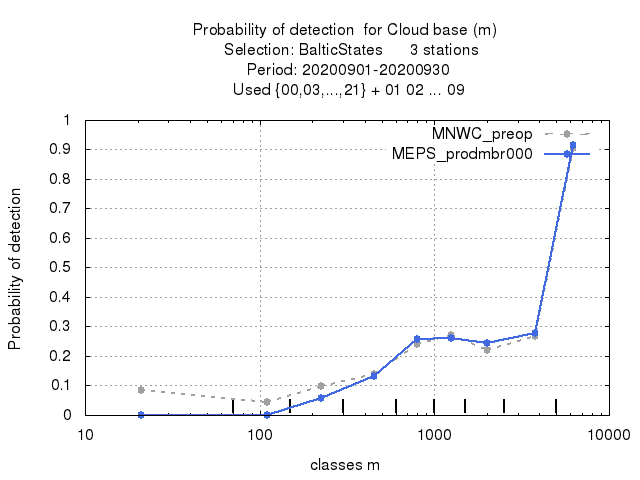 Probability of detection  for Cloud base (m)
Selection: BalticStates      3 stations
Period: 20200901-20200930
Used {00,03,...,21} + 01 02 ... 09
MNWC_preop
MEPS_prodmbr000
Probability of detection
1
0.9
0.8
0.7
0.6
0.5
0.4
0.3
0.2
0.1
0
10
100
1000
10000
classes m